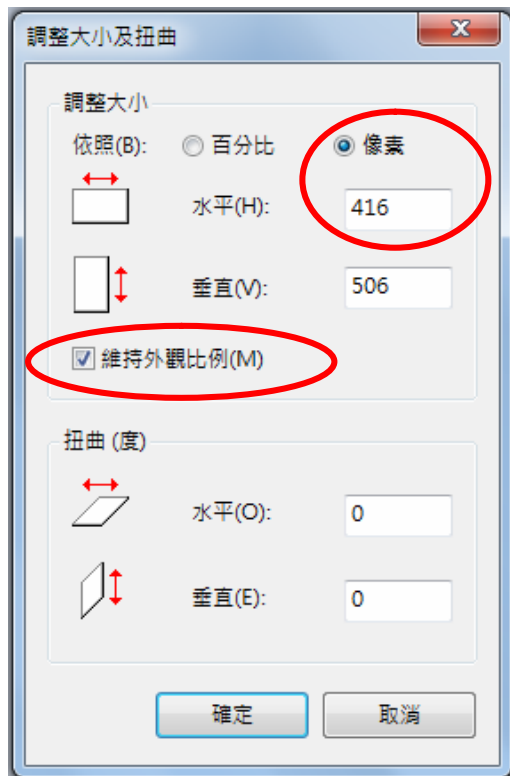 調整大小及扭曲
調整大小
依照(B): 百分比 像素
水平(H): 416
垂直(V): 506
維持外觀比例(M)
扭曲 (度)
水平(O): 0
垂直(E): 0
確定 取消